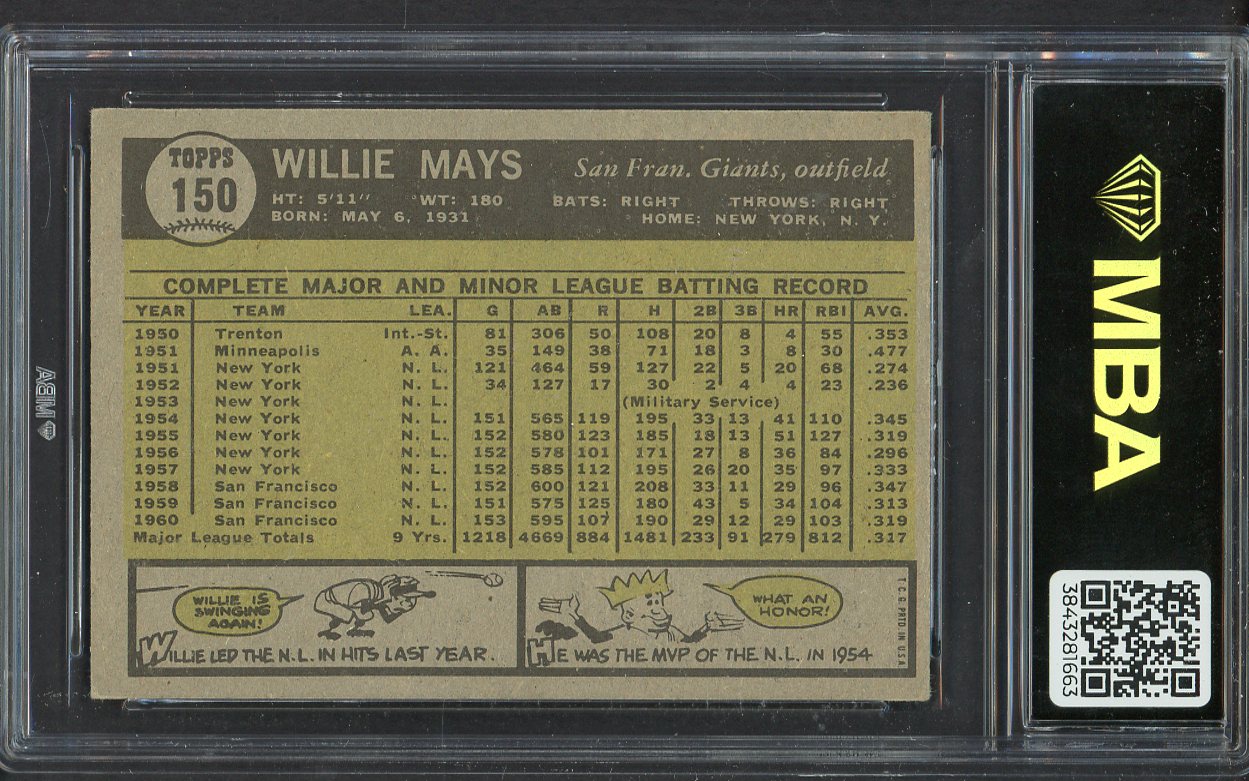 TOPPS
150
WILLIE MAYS
San Fran. Giants, outfield
HT: 5'11" WT: 180 BATS: RIGHT THROWS: RIGHT
BORN: MAY 6, 1931 HOME: NEW YORK, N. Y.
COMPLETE MAJOR AND MINOR LEAGUE BATTING RECORD
YEAR TEAM LEA. G AB R H 2B 3B HR RBI AVG.
1950 Trenton Int.-St. 81 306 50 108 20 8 4 55 .353
1951 Minneapolis A. A. 35 149 38 71 18 3 8 30 .477
1951 New York N. L. 121 464 59 127 22 5 20 68 .274
1952 New York N. L. 34 127 17 30 2 4 4 23 .236
1953 New York N. L. (Military Service)
1954 New York N. L. 151 565 119 195 33 13 41 110 .345
1955 New York N. L. 152 580 123 185 18 13 51 127 .319
1956 New York N. L. 152 578 101 171 27 8 36 84 .296
1957 New York N. L. 152 585 112 195 26 20 35 97 .333
1958 San Francisco N. L. 152 600 121 208 33 11 29 96 .347
1959 San Francisco N. L. 151 575 125 180 43 5 34 104 .313
1960 San Francisco N. L. 153 595 107 190 29 12 29 103 .319
Major League Totals 9 Yrs. 1218 4669 884 1481 233 91 279 812 .317
WILLIE IS
SWINGING
AGAIN!
WILLIE LED THE N.L. IN HITS LAST YEAR.
WHAT AN
HONOR!
HE WAS THE MVP OF THE N.L. IN 1954
T.C.G. PRTD IN U.S.A.
MBA
MBA
3843281663